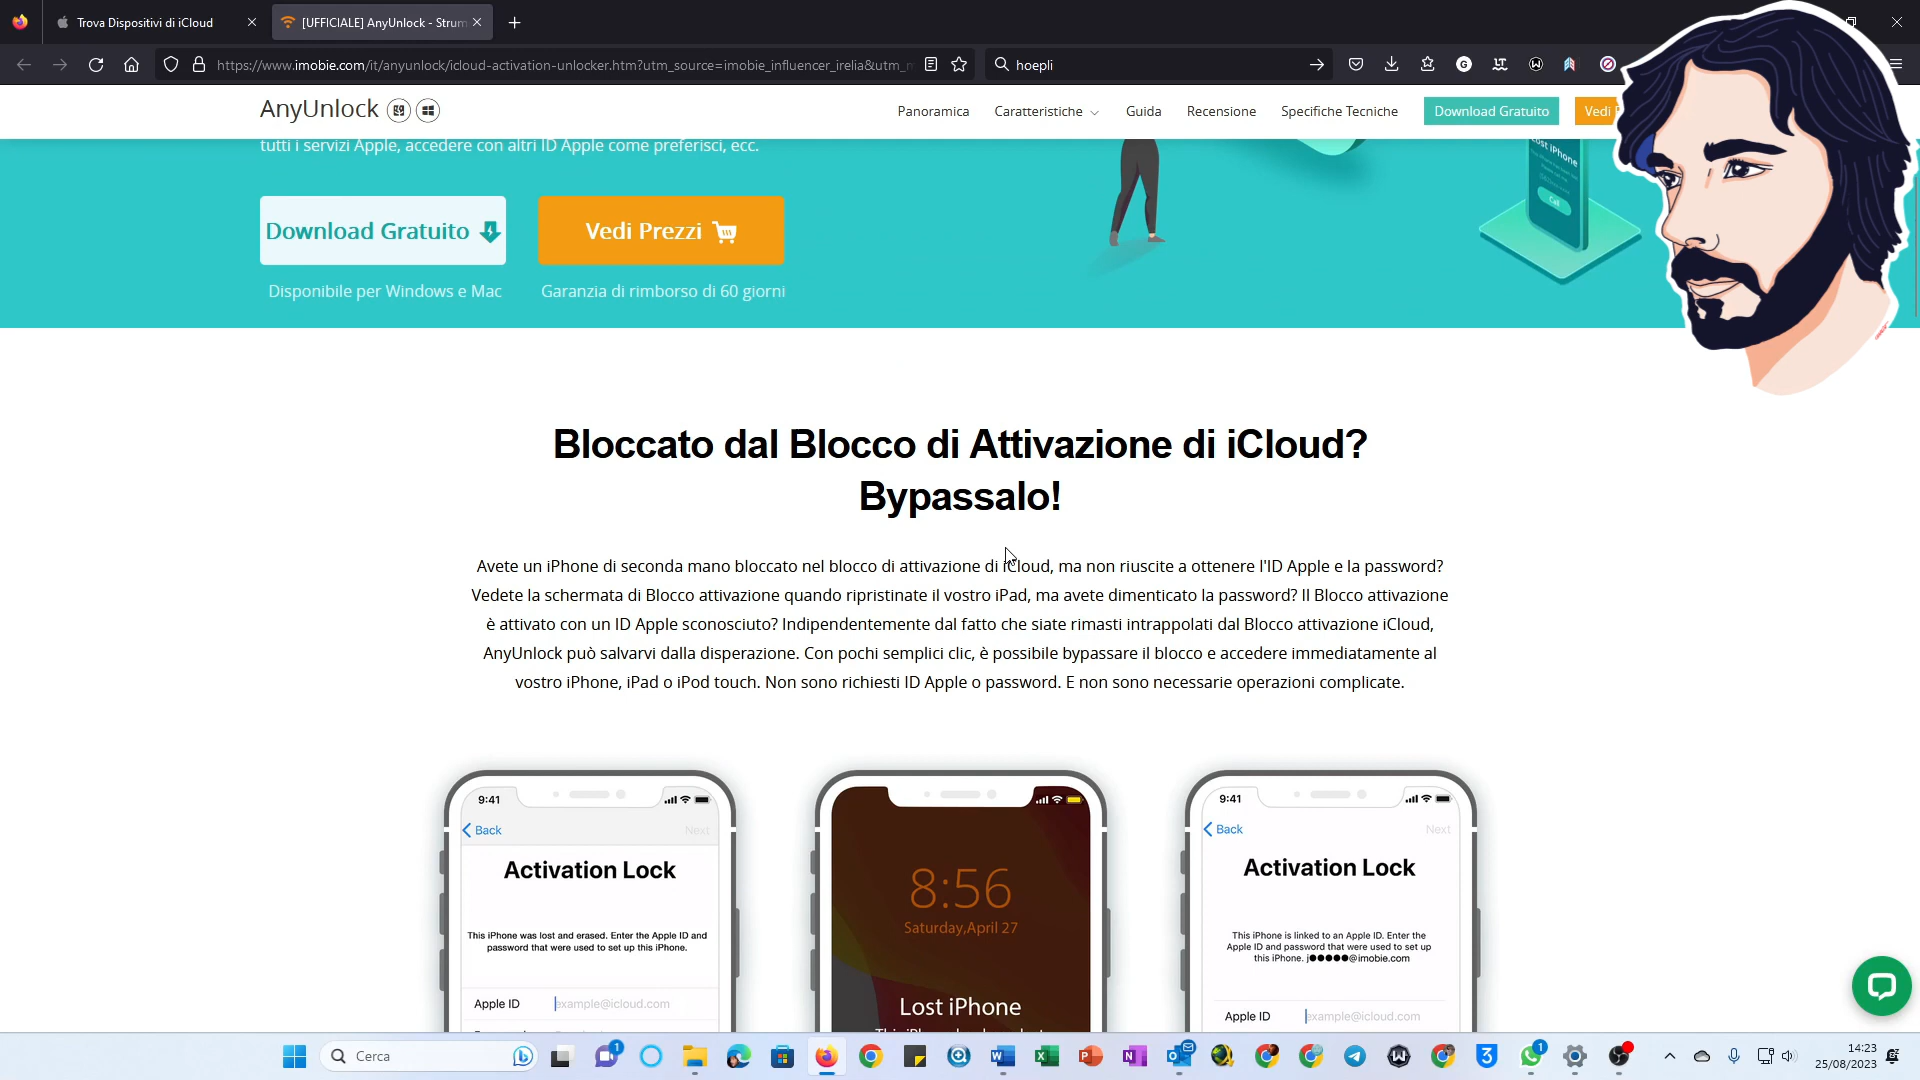 Trova Dispositivi di iCloud
[UFFICIALE] AnyUnlock - Strum
https://www.imobie.com/it/anyunlock/icloud-activation-unlocker.htm?utm_source=imobie_influencer_irelia&utm_m
hoepli
AnyUnlock
Panoramica
Caratteristiche
Guida
Recensione
Specifiche Tecniche
Download Gratuito
Vedi
tutti i servizi Apple, accedere con altri ID Apple come preferisci, ecc.
Download Gratuito
Vedi Prezzi
Disponibile per Windows e Mac
Garanzia di rimborso di 60 giorni
Lost iPhone
Call
Bloccato dal Blocco di Attivazione di iCloud?
Bypassalo!
Avete un iPhone di seconda mano bloccato nel blocco di attivazione di iCloud, ma non riuscite a ottenere l'ID Apple e la password?
Vedete la schermata di Blocco attivazione quando ripristinate il vostro iPad, ma avete dimenticato la password? Il Blocco attivazione
è attivato con un ID Apple sconosciuto? Indipendentemente dal fatto che siate rimasti intrappolati dal Blocco attivazione iCloud,
AnyUnlock può salvarvi dalla disperazione. Con pochi semplici clic, è possibile bypassare il blocco e accedere immediatamente al
vostro iPhone, iPad o iPod touch. Non sono richiesti ID Apple o password. E non sono necessarie operazioni complicate.
9:41
Back
Next
Activation Lock
This iPhone was lost and erased. Enter the Apple ID and
password that were used to set up this iPhone.
Apple ID
example@icloud.com
8:56
Saturday,April 27
Lost iPhone
9:41
Back
Next
Activation Lock
This iPhone is linked to an Apple ID. Enter the
Apple ID and password that were used to set up
this iPhone. j●●●●●@imobie.com
Apple ID
example@icloud.com
Cerca
14:23
25/08/2023